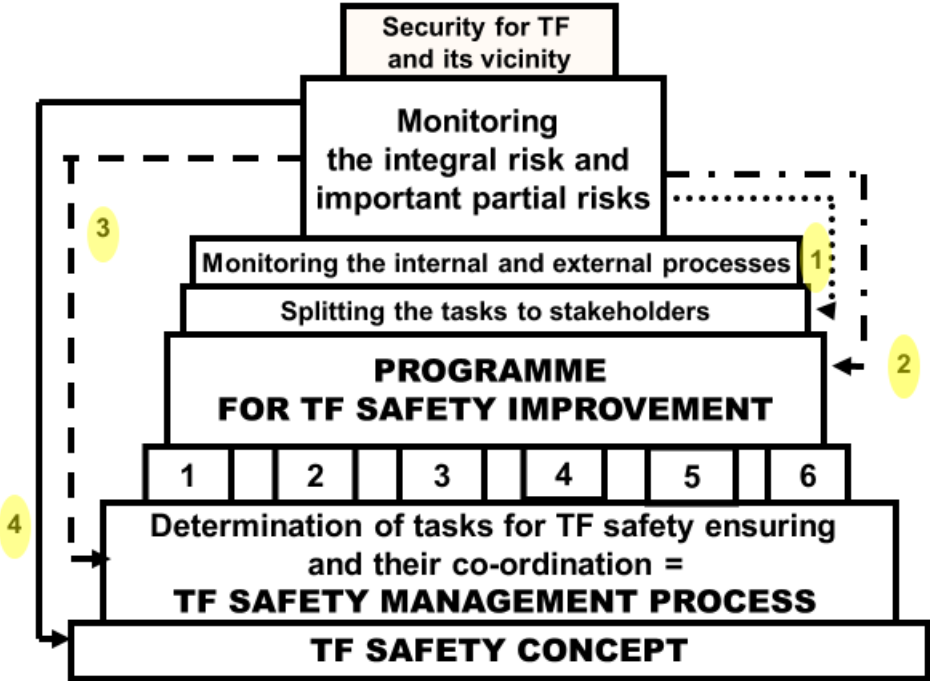 Security for TF
and its vicinity
Monitoring
the integral risk and
important partial risks
3
Monitoring the internal and external processes
1
Splitting the tasks to stakeholders
PROGRAMME
FOR TF SAFETY IMPROVEMENT
2
1 2 3 4 5 6
4
Determination of tasks for TF safety ensuring
and their co-ordination =
TF SAFETY MANAGEMENT PROCESS
TF SAFETY CONCEPT